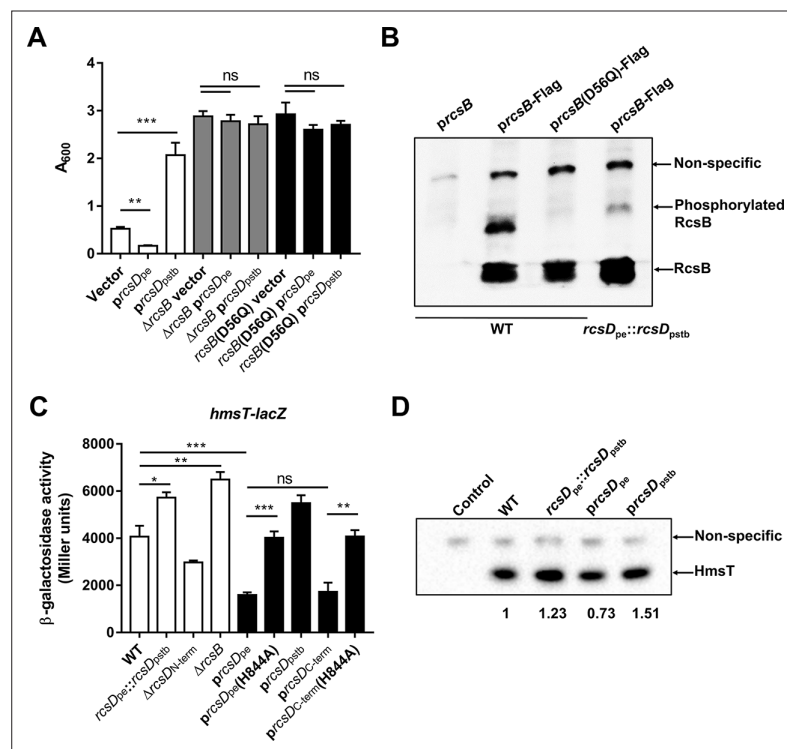 A
ns
ns
***
**
A600
4
3
2
1
0
Vector
prcsDpe
prcsDpstb
ΔrcsB vector
ΔrcsB prcsDpe
ΔrcsB prcsDpstb
rcsB(D56Q) vector
rcsB(D56Q) prcsDpe
rcsB(D56Q) prcsDpstb
B
prcsB
prcsB-Flag
prcsB(D56Q)-Flag
prcsB-Flag
Non-specific
Phosphorylated
RcsB
RcsB
WT
rcsDpe::rcsDpstb
C
hmsT-lacZ
β-galactosidase activity
(Miller units)
8000
6000
4000
2000
0
***
**
*
ns
***
**
WT
rcsDpe::rcsDpstb
ΔrcsDN-term
ΔrcsB
prcsDpe
prcsDpe(H844A)
prcsDpstb
prcsDC-term
prcsDC-term(H844A)
D
Control
WT
rcsDpe::rcsDpstb
prcsDpe
prcsDpstb
Non-specific
HmsT
1 1.23 0.73 1.51